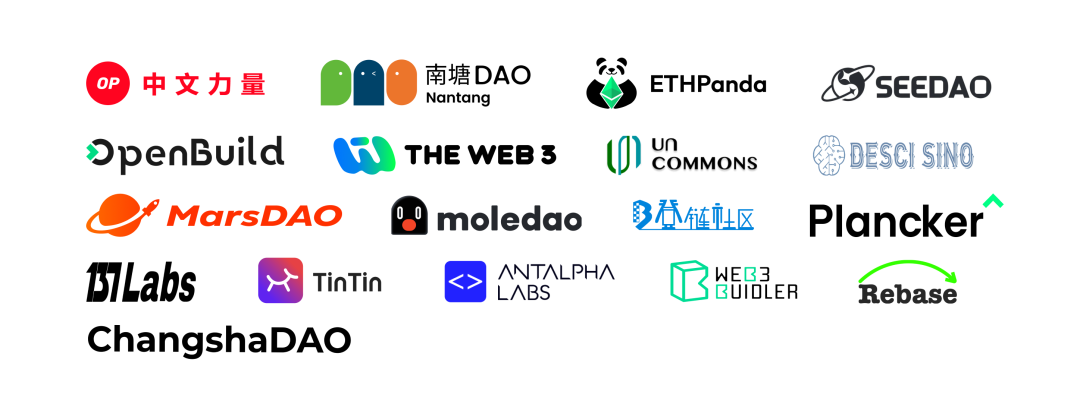 OP 中文力量
南塘DAO
Nantang
ETHPanda
SEEDAO
OpenBuild
THE WEB 3
UN
COMMONS
DESCI SINO
MarsDAO
moledao
登链社区
Plancker
137Labs
TinTin
ANTALPHA
LABS
WEB3
BUIDLER
Rebase
ChangshaDAO